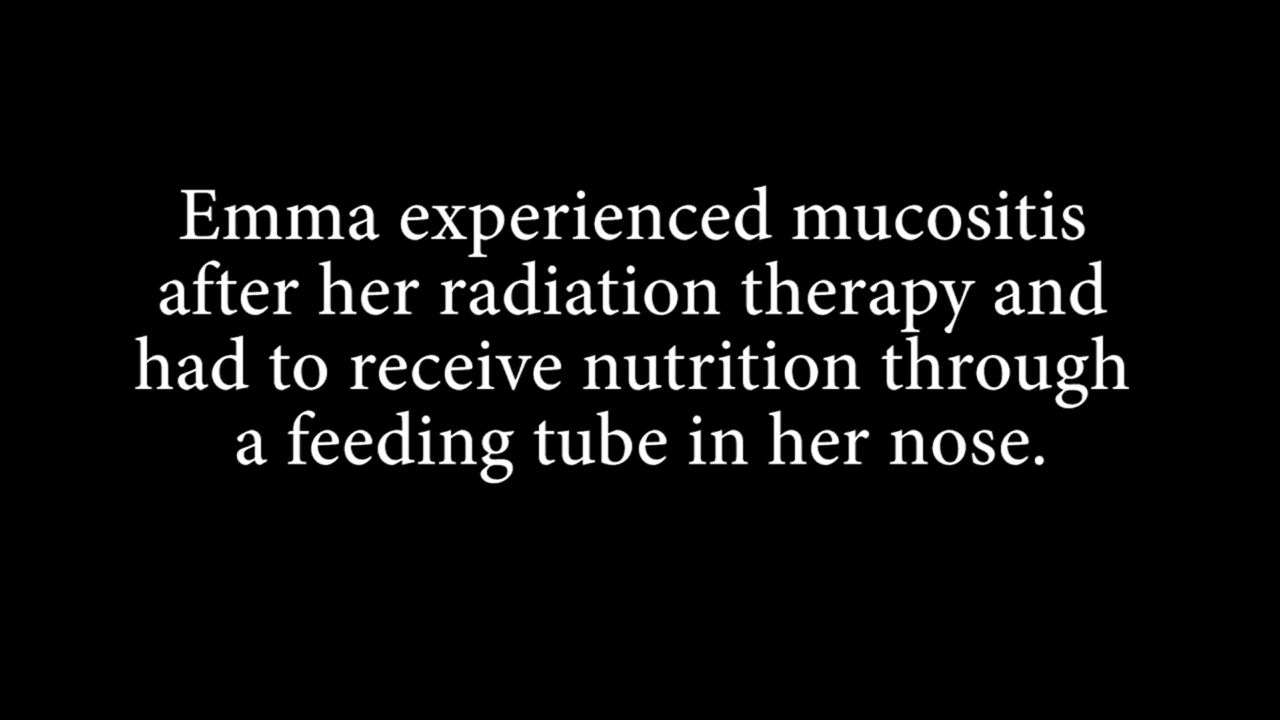 Emma experienced mucositis
after her radiation therapy and
had to receive nutrition through
a feeding tube in her nose.